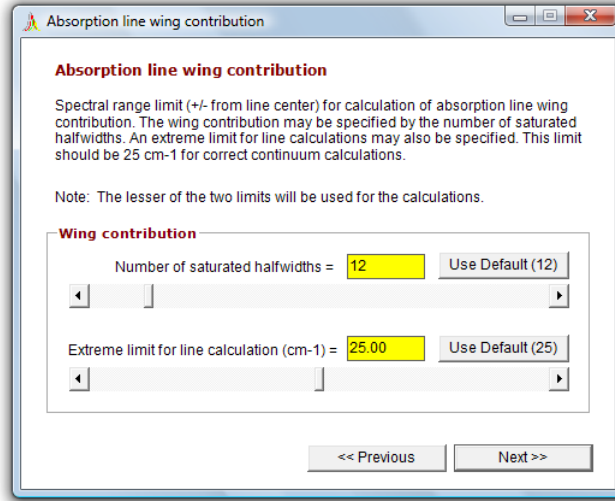 Absorption line wing contribution
Absorption line wing contribution
Spectral range limit (+/- from line center) for calculation of absorption line wing
contribution. The wing contribution may be specified by the number of saturated
halfwidths. An extreme limit for line calculations may also be specified. This limit
should be 25 cm-1 for correct continuum calculations.
Note: The lesser of the two limits will be used for the calculations.
Wing contribution
Number of saturated halfwidths = 12 Use Default (12)
Extreme limit for line calculation (cm-1) = 25.00 Use Default (25)
<< Previous Next >>